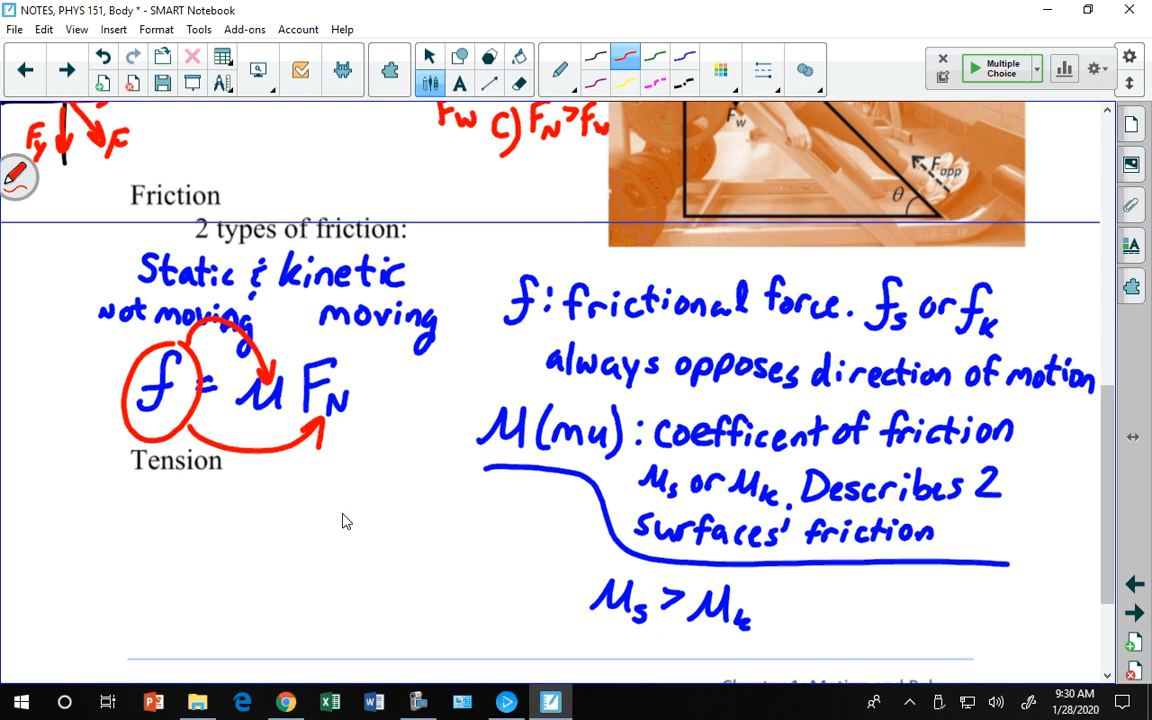 NOTES, PHYS 151, Body * - SMART Notebook
File Edit View Insert Format Tools Add-ons Account Help
Multiple
Choice
Fy F
Fw c) FN > Fw
Fw
Fapp
θ
Friction
2 types of friction:
Static & kinetic
Not moving moving
f = μ FN
Tension
f: frictional force. fs or fk
always opposes direction of motion
μ (mu): coefficent of friction
μs or μk. Describes 2
surfaces' friction
μs > μk
9:30 AM
1/28/2020